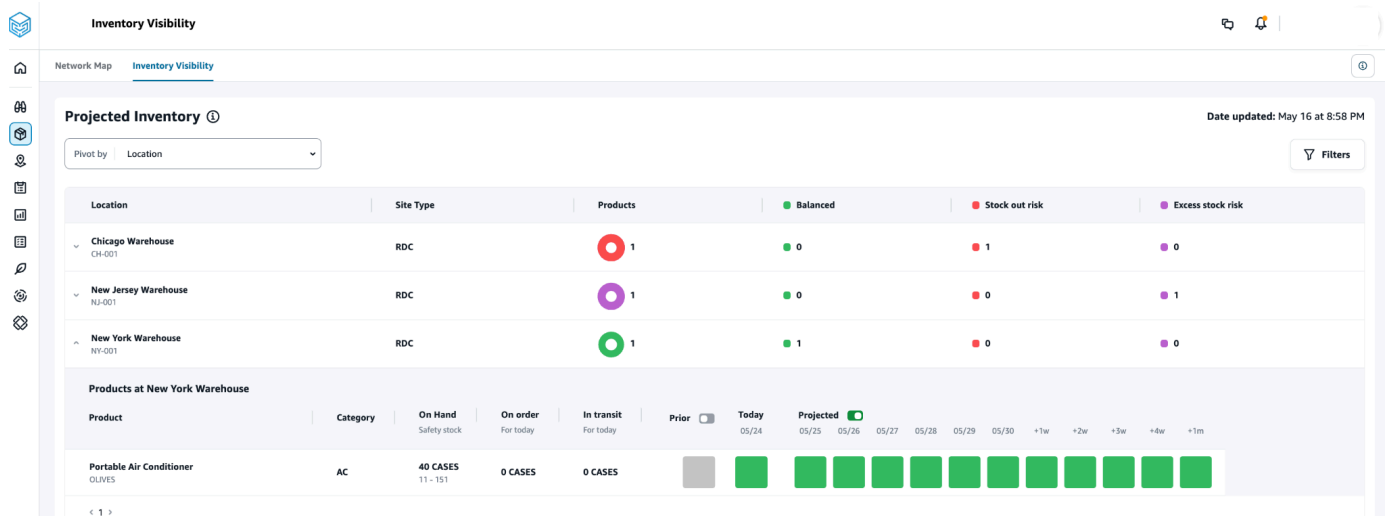 Inventory Visibility
Network Map Inventory Visibility
Projected Inventory
Date updated: May 16 at 8:58 PM
Pivot by Location
Filters
Location Site Type Products Balanced Stock out risk Excess stock risk
Chicago Warehouse RDC 1 0 1 0
CH-001
New Jersey Warehouse RDC 1 0 0 1
NJ-001
New York Warehouse RDC 1 1 0 0
NY-001
Products at New York Warehouse
Product Category On Hand On order In transit Prior Today Projected
Safety stock For today For today 05/24 05/25 05/26 05/27 05/28 05/29 05/30 +1w +2w +3w +4w +1m
Portable Air Conditioner AC 40 CASES 0 CASES 0 CASES
OLIVES 11 - 151
< 1 >